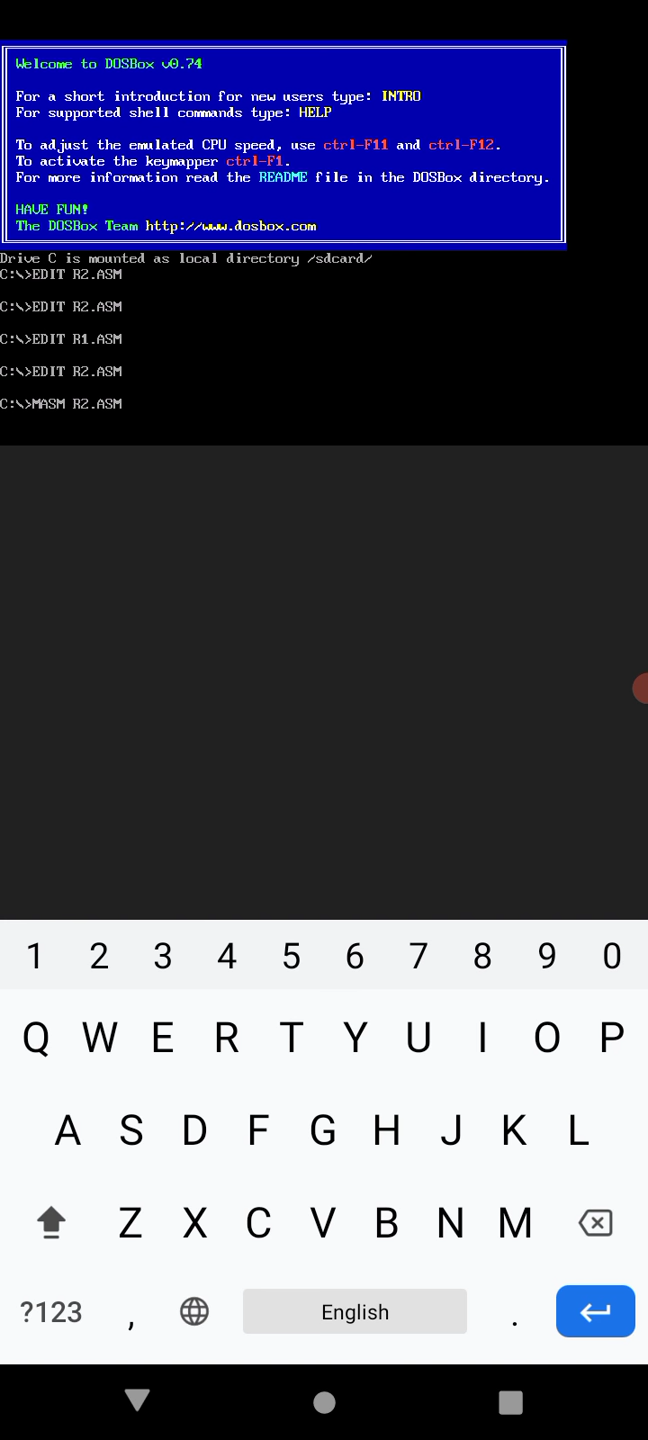 Welcome to DOSBox v0.74
For a short introduction for new users type: INTRO
For supported shell commands type: HELP
To adjust the emulated CPU speed, use ctrl-F11 and ctrl-F12.
To activate the keymapper ctrl-F1.
For more information read the README file in the DOSBox directory.
HAVE FUN!
The DOSBox Team http://www.dosbox.com
Drive C is mounted as local directory /sdcard/
C:\>EDIT R2.ASM
C:\>EDIT R2.ASM
C:\>EDIT R1.ASM
C:\>EDIT R2.ASM
C:\>MASM R2.ASM
1 2 3 4 5 6 7 8 9 0
Q W E R T Y U I O P
A S D F G H J K L
Z X C V B N M
?123 , English .